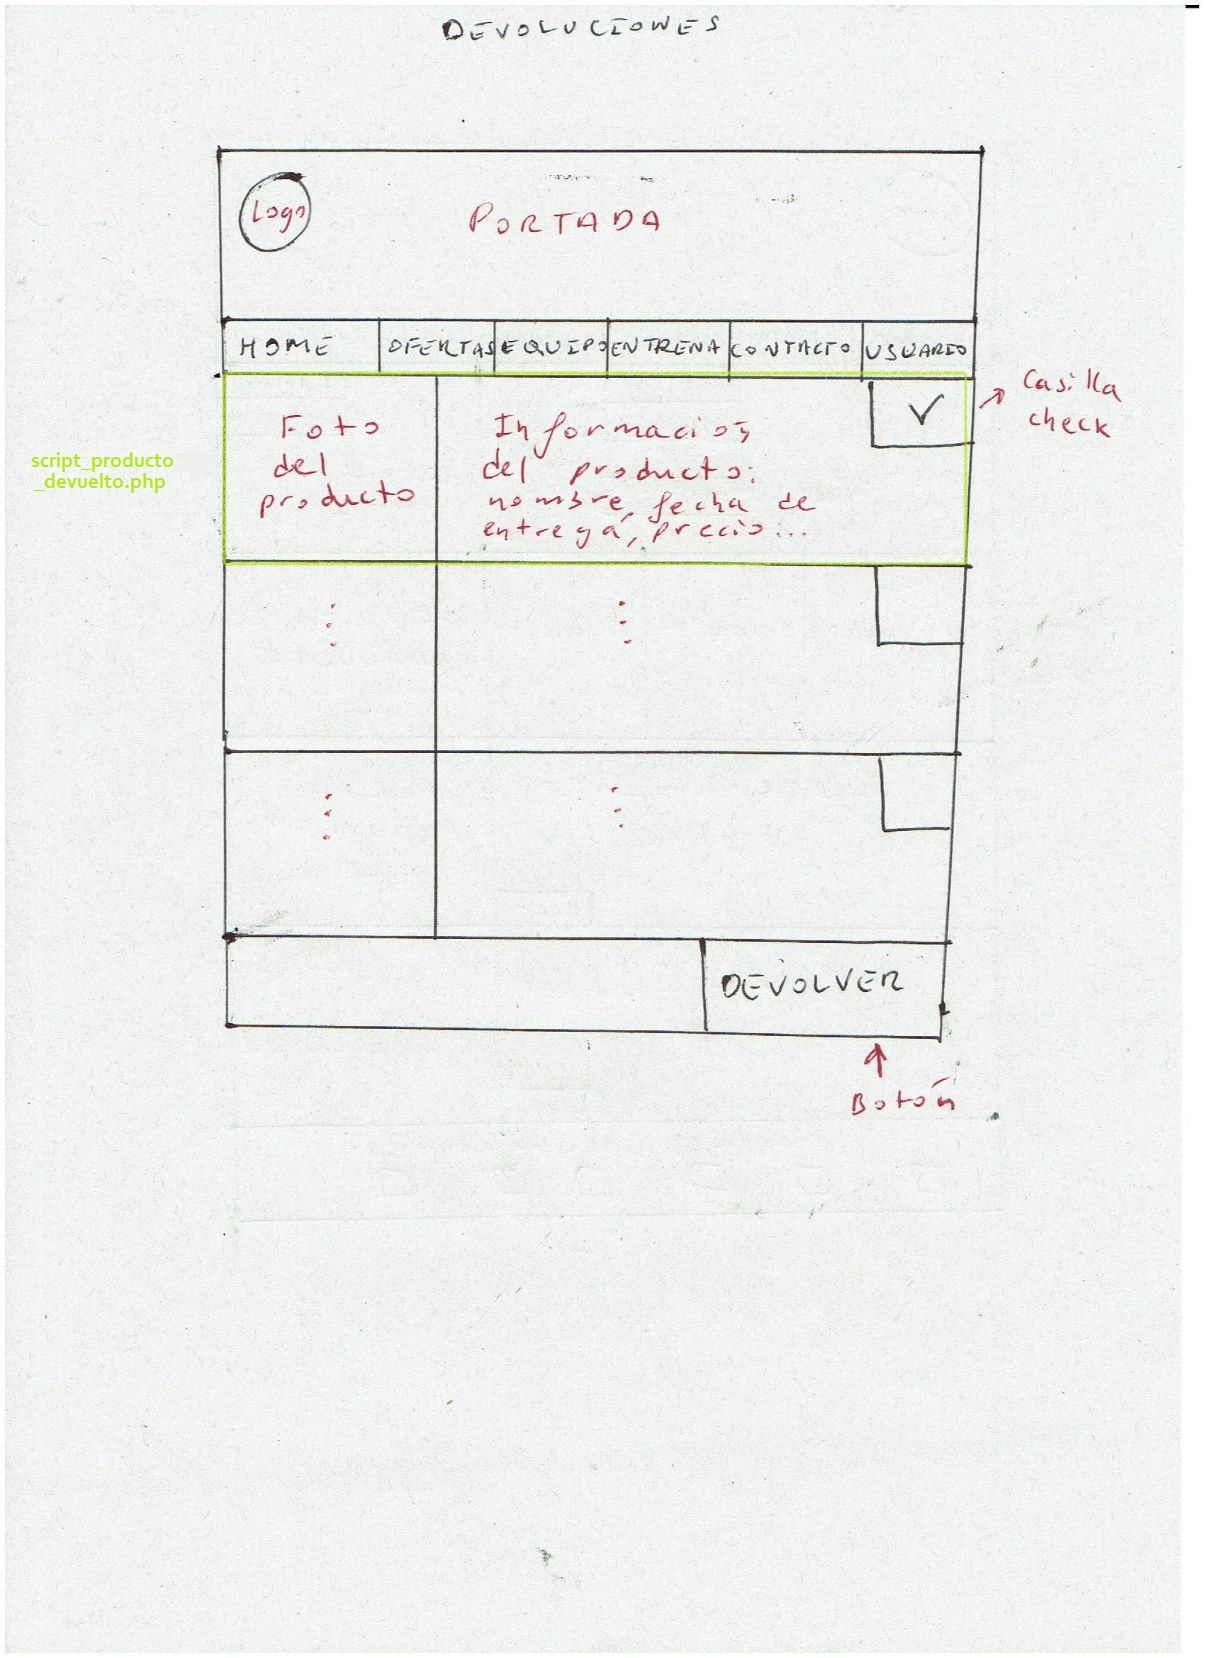 DEVOLUCIONES
Logo
PORTADA
HOME
OFERTAS
EQUIPO
ENTRENA
CONTACTO
USUARIO
Casilla
check
script_producto
_devuelto.php
Foto
del
producto
Información
del producto:
nombre, fecha de
entrega, precio...
DEVOLVER
Botón